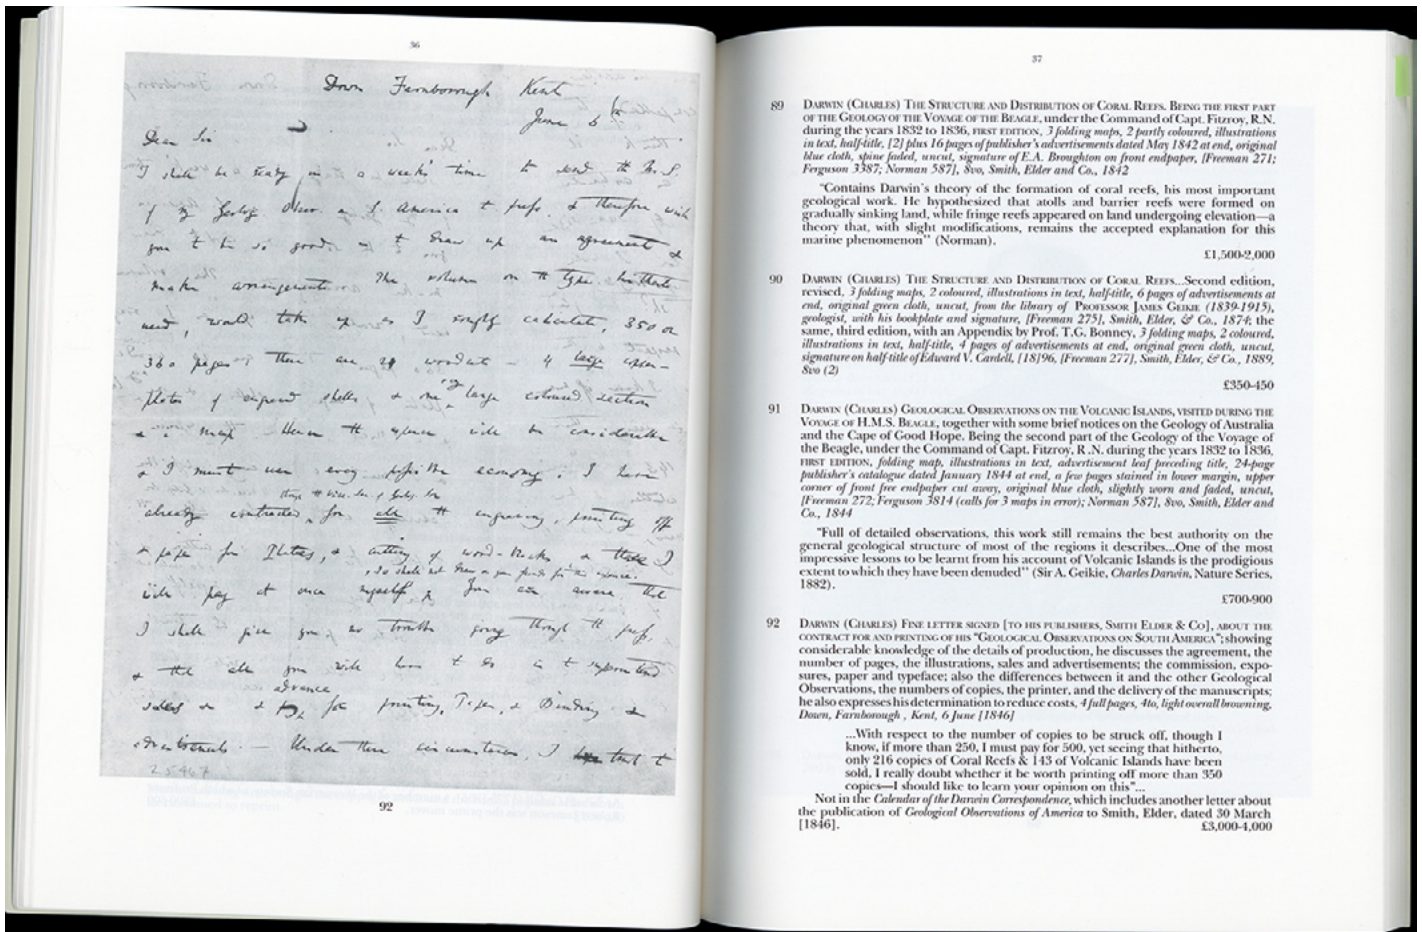 36
Down Farnborough Kent
June 6th
Dear Sir
I shall be ready in a week's time to send the M.S.
of my Geolog. Obser. on S. America to press & therefore wish
you to be so good as to draw up an agreement &
make arrangements. The volume on the type hitherto
used, would take up as I roughly calculate, 350 or
360 pages: there are 24 woodcuts — 4 large copper-
plates of engraved shells & one large coloured section
& a map — Hence the expense will be considerable
& I must use every possible economy. I have
already contracted for all the engraving, printing off
& paper for Plates, & cutting of wood-blocks & these I
, & so shall not draw on your funds for this expence.
will pay at once myself, You are aware that
I shall give you no trouble going through the press,
& that all you will have to do is to superintend
advance
sales & & pay for printing, Paper, & Binding &
advertisements. — Under these circumstances, I that to
25467
92
37
89 DARWIN (CHARLES) THE STRUCTURE AND DISTRIBUTION OF CORAL REEFS. BEING THE FIRST PART
OF THE GEOLOGY OF THE VOYAGE OF THE BEAGLE, under the Command of Capt. Fitzroy, R.N.
during the years 1832 to 1836, FIRST EDITION, 3 folding maps, 2 partly coloured, illustrations
in text, half-title, [2] plus 16 pages of publisher's advertisements dated May 1842 at end, original
blue cloth, spine faded, uncut, signature of E.A. Broughton on front endpaper, [Freeman 271;
Ferguson 3387; Norman 587], 8vo, Smith, Elder and Co., 1842
"Contains Darwin's theory of the formation of coral reefs, his most important
geological work. He hypothesized that atolls and barrier reefs were formed on
gradually sinking land, while fringe reefs appeared on land undergoing elevation—a
theory that, with slight modifications, remains the accepted explanation for this
marine phenomenon" (Norman).
£1,500-2,000
90 DARWIN (CHARLES) THE STRUCTURE AND DISTRIBUTION OF CORAL REEFS...Second edition,
revised, 3 folding maps, 2 coloured, illustrations in text, half-title, 6 pages of advertisements at
end, original green cloth, uncut, from the library of PROFESSOR JAMES GEIKIE (1839-1915),
geologist, with his bookplate and signature, [Freeman 275], Smith, Elder, & Co., 1874; the
same, third edition, with an Appendix by Prof. T.G. Bonney, 3 folding maps, 2 coloured,
illustrations in text, half-title, 4 pages of advertisements at end, original green cloth, uncut,
signature on half-title of Edward V. Cardell, [18]96, [Freeman 277], Smith, Elder, & Co., 1889,
8vo (2)
£350-450
91 DARWIN (CHARLES) GEOLOGICAL OBSERVATIONS ON THE VOLCANIC ISLANDS, VISITED DURING THE
VOYAGE OF H.M.S. BEAGLE, together with some brief notices on the Geology of Australia
and the Cape of Good Hope. Being the second part of the Geology of the Voyage of
the Beagle, under the Command of Capt. Fitzroy, R.N. during the years 1832 to 1836,
FIRST EDITION, folding map, illustrations in text, advertisement leaf preceding title, 24-page
publisher's catalogue dated January 1844 at end, a few pages stained in lower margin, upper
corner of front free endpaper cut away, original blue cloth, slightly worn and faded, uncut,
[Freeman 272; Ferguson 3814 (calls for 3 maps in error); Norman 587], 8vo, Smith, Elder and
Co., 1844
"Full of detailed observations, this work still remains the best authority on the
general geological structure of most of the regions it describes...One of the most
impressive lessons to be learnt from his account of Volcanic Islands is the prodigious
extent to which they have been denuded" (Sir A. Geikie, Charles Darwin, Nature Series,
1882).
£700-900
92 DARWIN (CHARLES) FINE LETTER SIGNED [TO HIS PUBLISHERS, SMITH ELDER & CO], ABOUT THE
CONTRACT FOR AND PRINTING OF HIS "GEOLOGICAL OBSERVATIONS ON SOUTH AMERICA"; showing
considerable knowledge of the details of production, he discusses the agreement, the
number of pages, the illustrations, sales and advertisements; the commission, expo-
sures, paper and typeface; also the differences between it and the other Geological
Observations, the numbers of copies, the printer, and the delivery of the manuscripts;
he also expresses his determination to reduce costs, 4 full pages, 4to, light overall browning,
Down, Farnborough , Kent, 6 June [1846]
...With respect to the number of copies to be struck off, though I
know, if more than 250, I must pay for 500, yet seeing that hitherto,
only 216 copies of Coral Reefs & 143 of Volcanic Islands have been
sold, I really doubt whether it be worth printing off more than 350
copies—I should like to learn your opinion on this"...
Not in the Calendar of the Darwin Correspondence, which includes another letter about
the publication of Geological Observations of America to Smith, Elder, dated 30 March
[1846].
£3,000-4,000